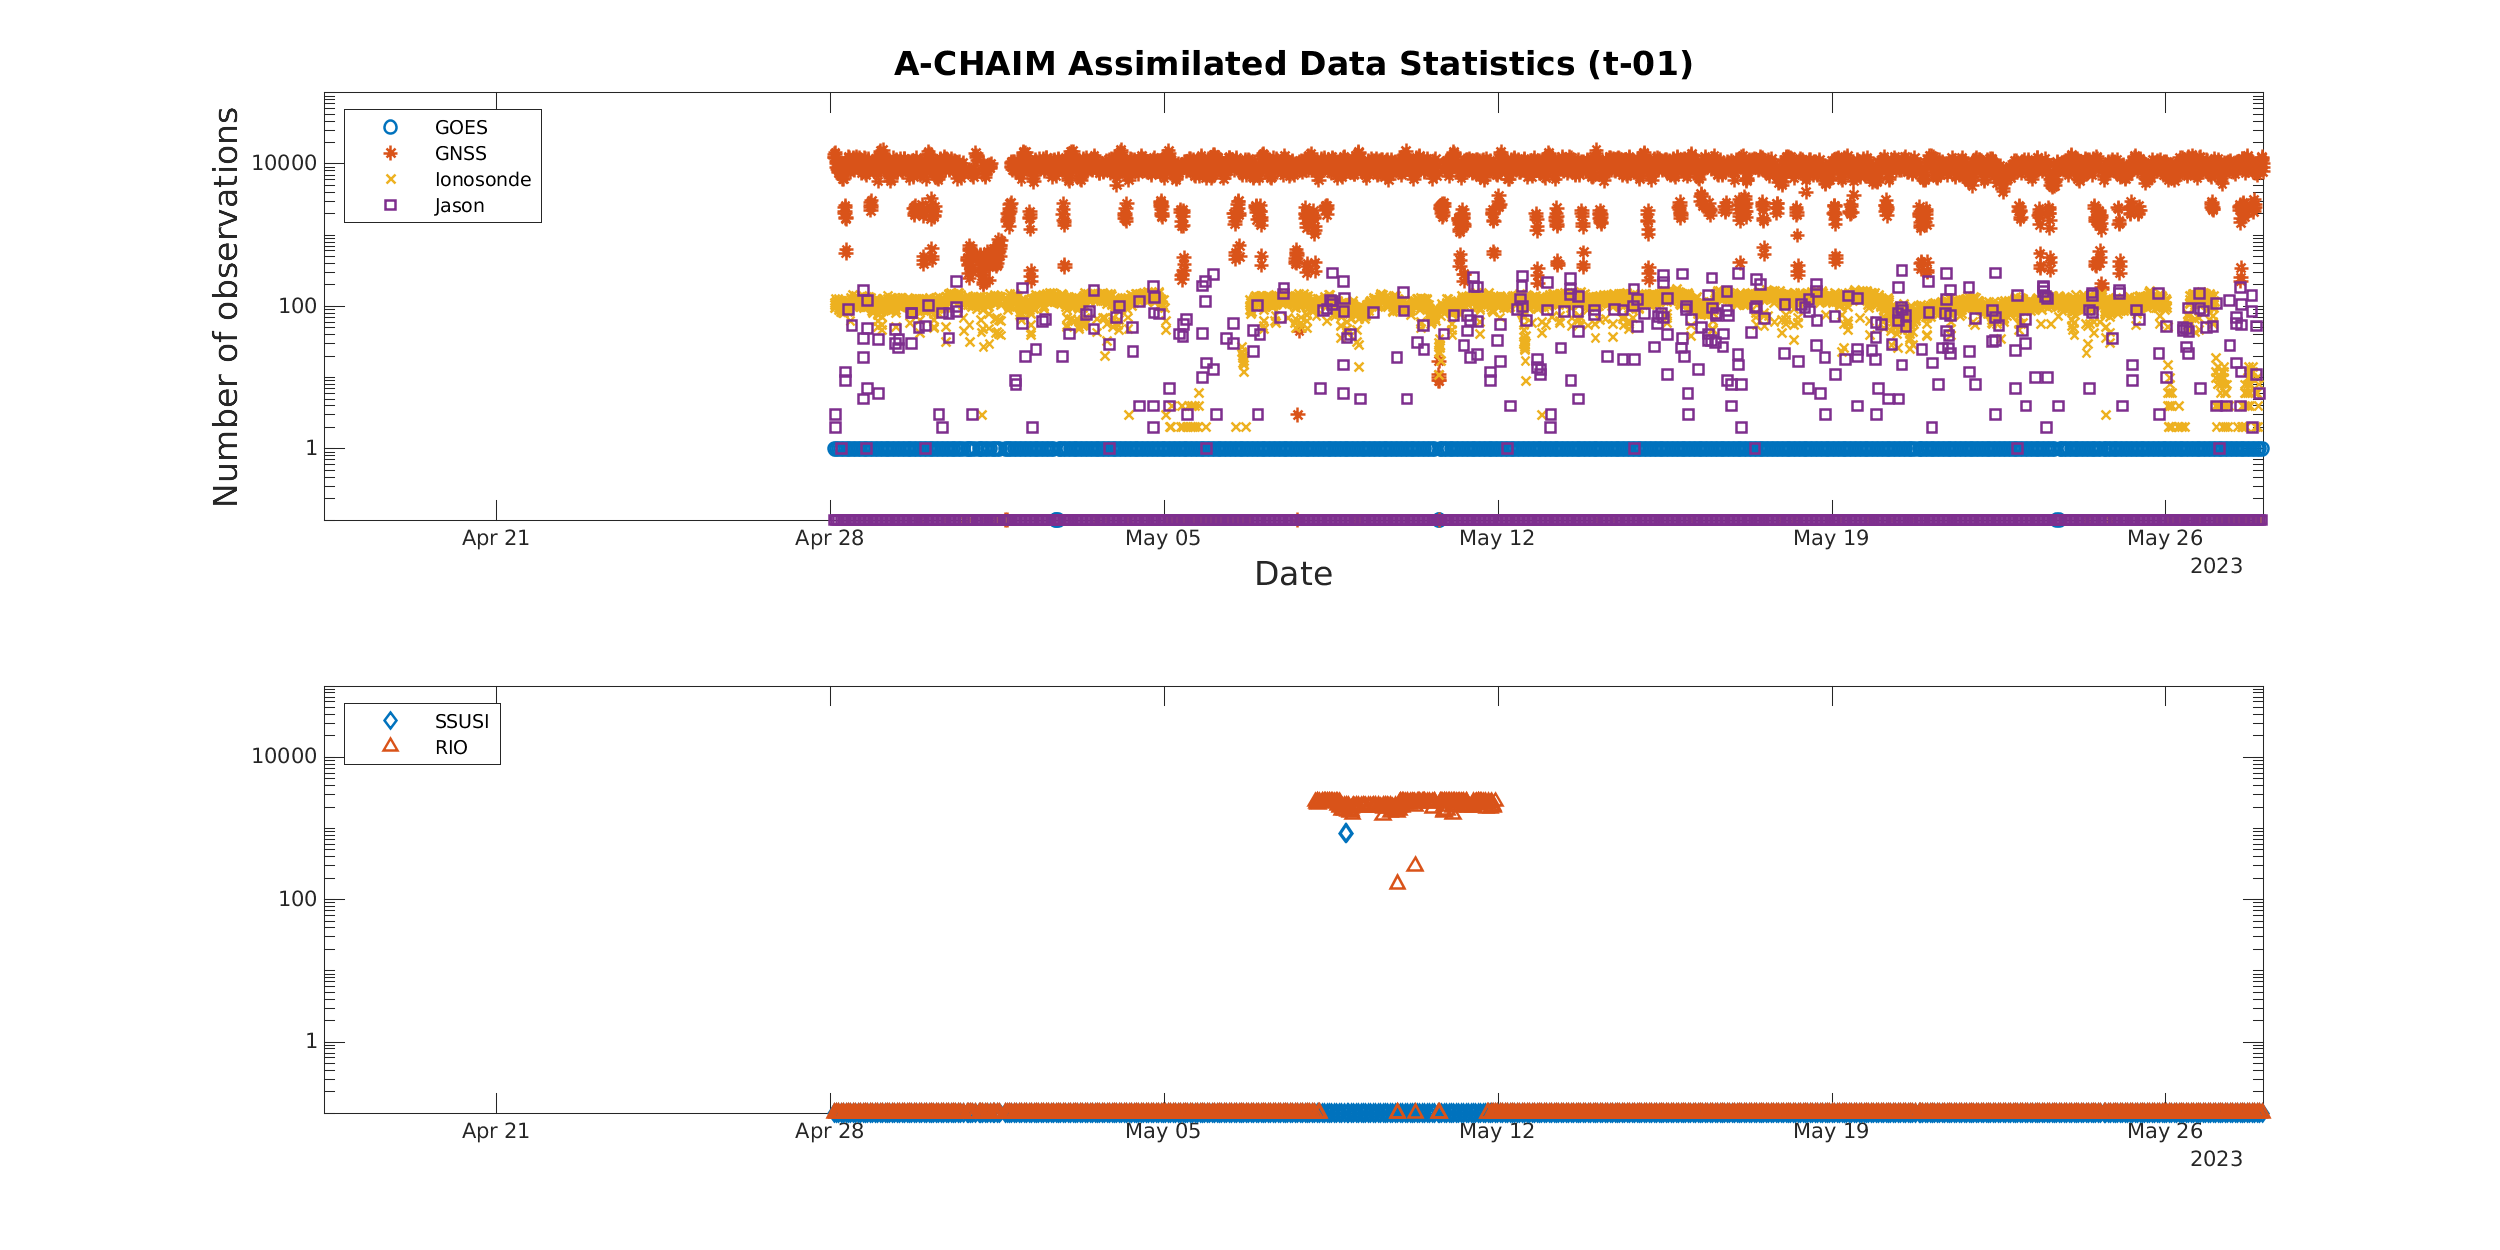 A-CHAIM Assimilated Data Statistics (t-01)
Number of observations
10000
100
1
GOES
GNSS
Ionosonde
Jason
Apr 21
Apr 28
May 05
May 12
May 19
May 26
2023
Date
10000
100
1
SSUSI
RIO
Apr 21
Apr 28
May 05
May 12
May 19
May 26
2023